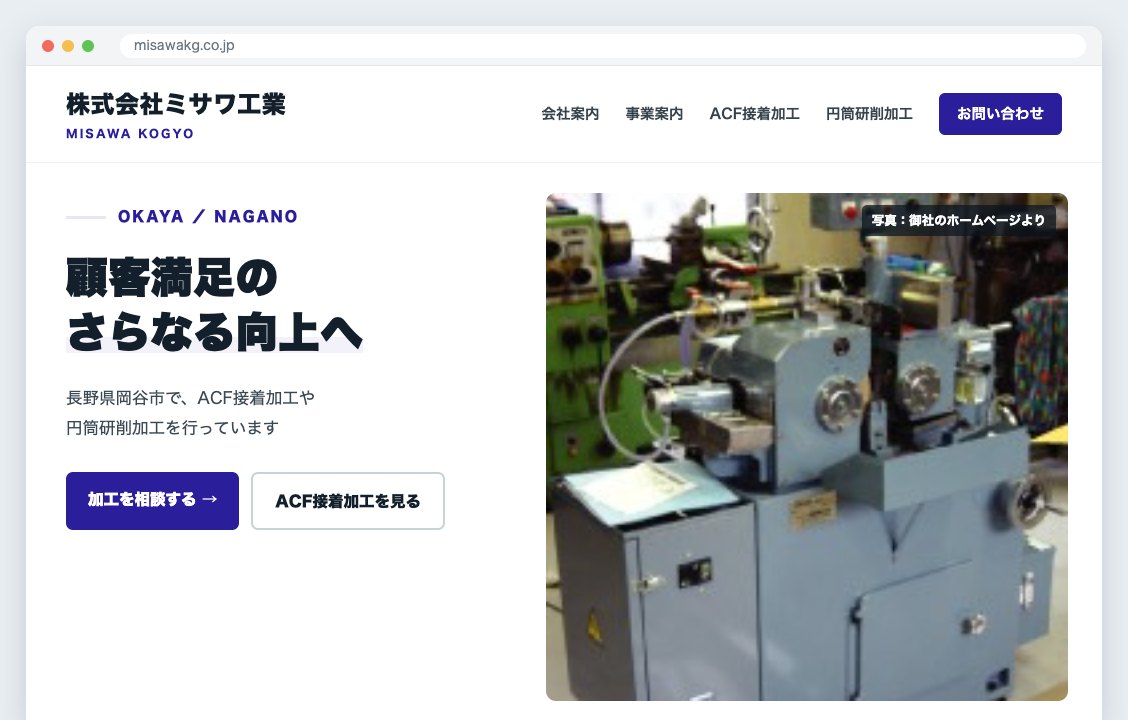 misawakg.co.jp
株式会社ミサワ工業
MISAWA KOGYO
会社案内
事業案内
ACF接着加工
円筒研削加工
お問い合わせ
OKAYA ／ NAGANO
写真：御社のホームページより
顧客満足の
さらなる向上へ
長野県岡谷市で、ACF接着加工や
円筒研削加工を行っています
加工を相談する →
ACF接着加工を見る